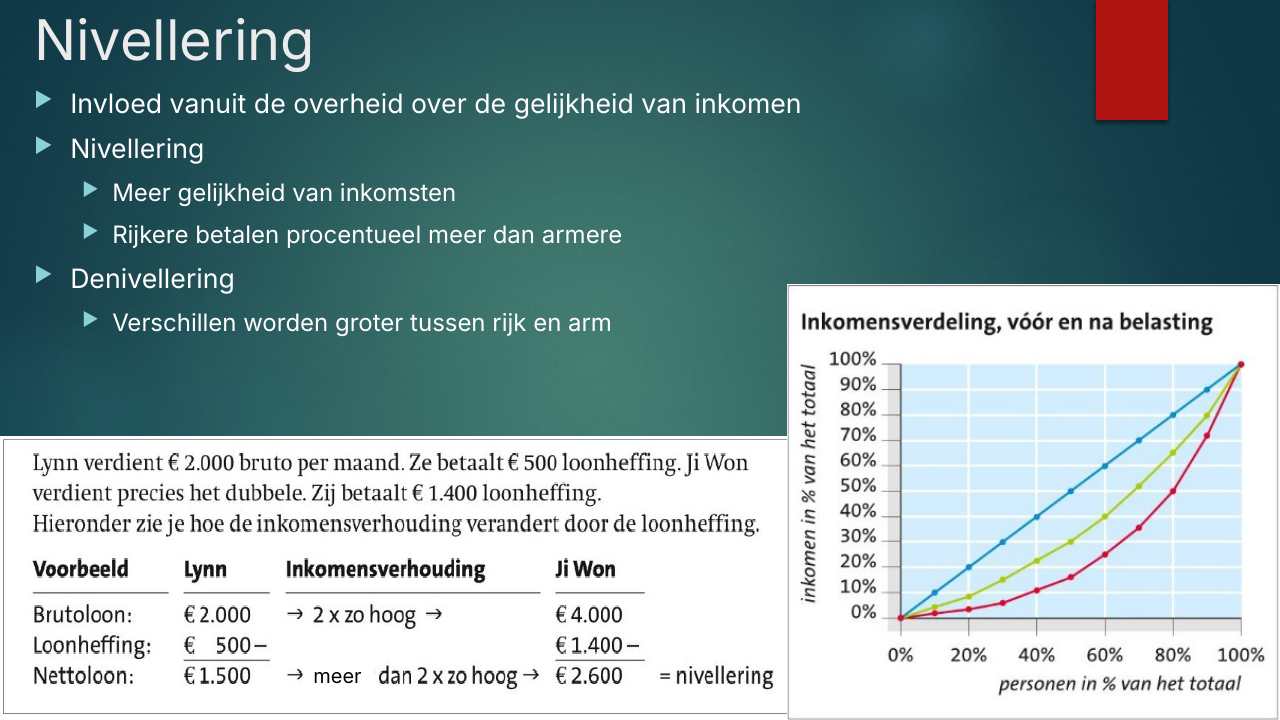 Nivellering
Invloed vanuit de overheid over de gelijkheid van inkomen
Nivellering
Meer gelijkheid van inkomsten
Rijkere betalen procentueel meer dan armere
Denivellering
Verschillen worden groter tussen rijk en arm
Lynn verdient € 2.000 bruto per maand. Ze betaalt € 500 loonheffing. Ji Won
verdient precies het dubbele. Zij betaalt € 1.400 loonheffing.
Hieronder zie je hoe de inkomensverhouding verandert door de loonheffing.
Voorbeeld Lynn Inkomensverhouding Ji Won
Brutoloon: € 2.000 → 2 x zo hoog → € 4.000
Loonheffing: € 500 – € 1.400 –
Nettoloon: € 1.500 → meer dan 2 x zo hoog → € 2.600 = nivellering
Inkomensverdeling, vóór en na belasting
inkomen in % van het totaal
100%
90%
80%
70%
60%
50%
40%
30%
20%
10%
0%
0% 20% 40% 60% 80% 100%
personen in % van het totaal